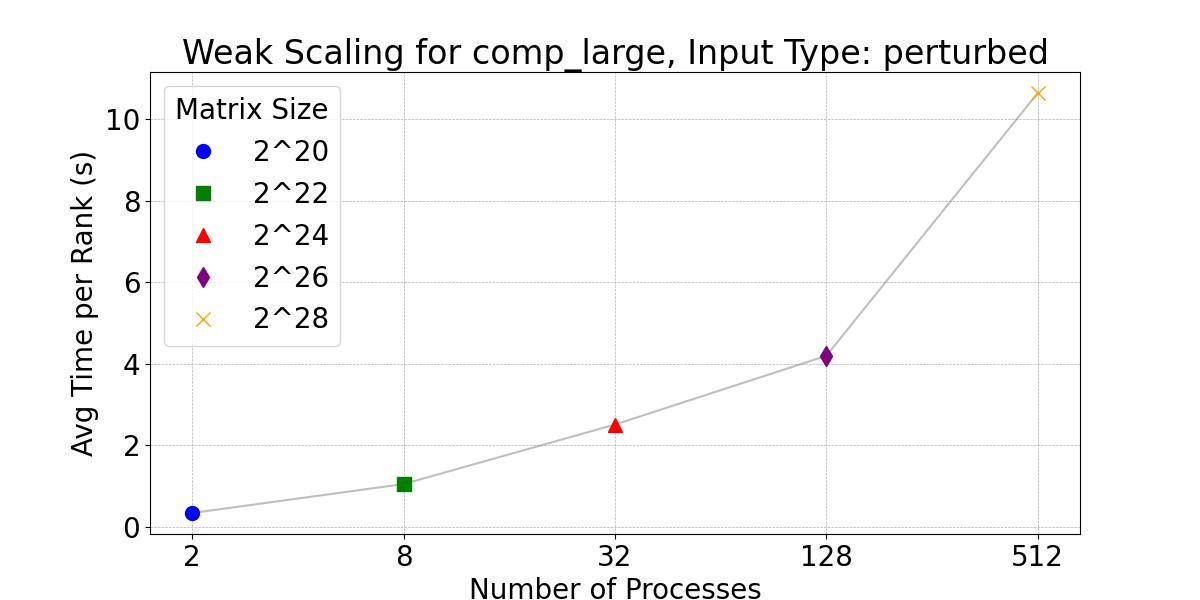 Weak Scaling for comp_large, Input Type: perturbed
Avg Time per Rank (s)
10
8
6
4
2
0
Matrix Size
2^20
2^22
2^24
2^26
2^28
2 8 32 128 512
Number of Processes